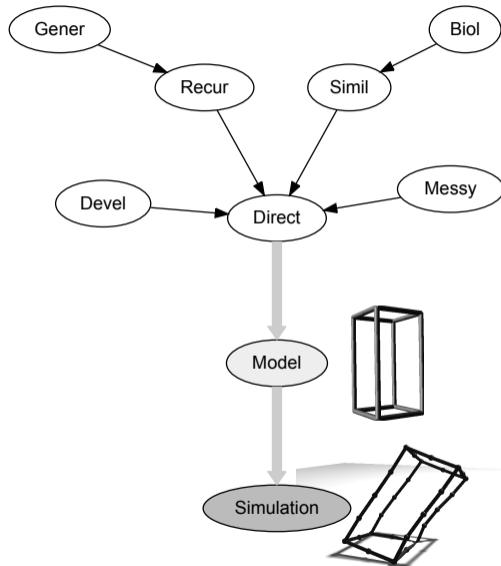 Gener
Biol
Recur
Simil
Devel
Direct
Messy
Model
Simulation